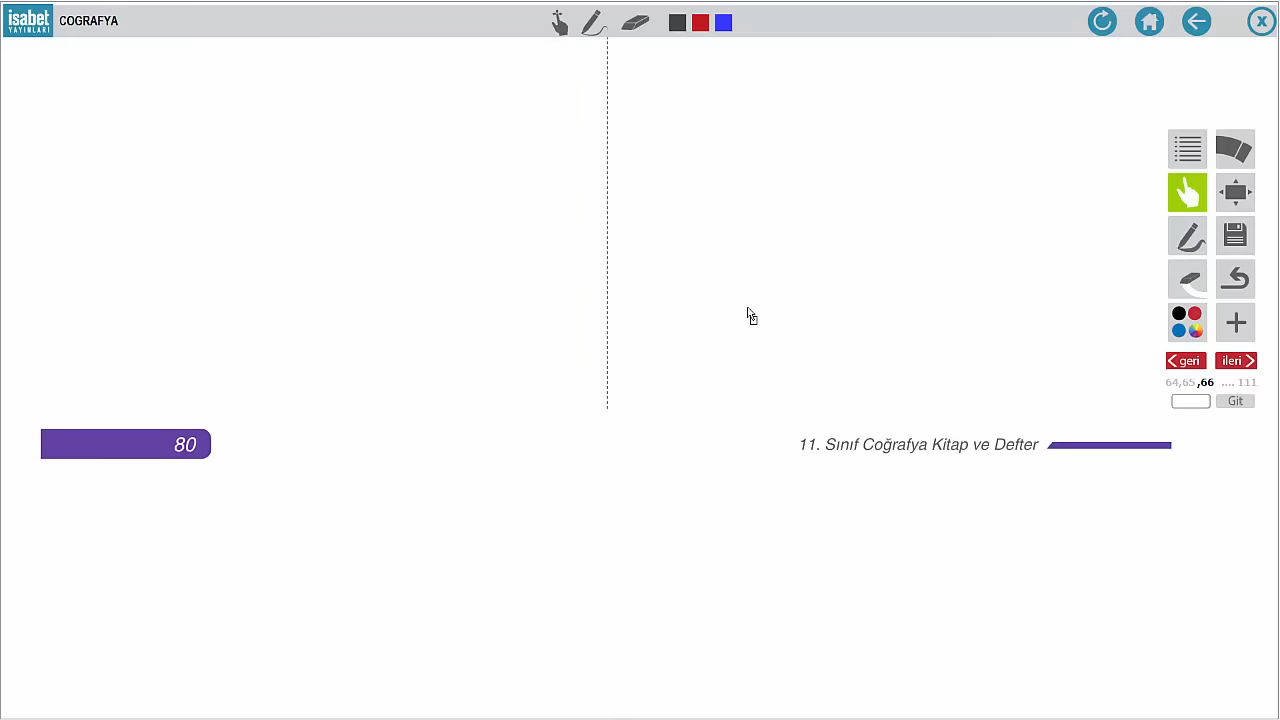 isabet
YAYINLARI
COGRAFYA
X
geri
ileri
64,65,66 .... 111
Git
80
11. Sınıf Coğrafya Kitap ve Defter